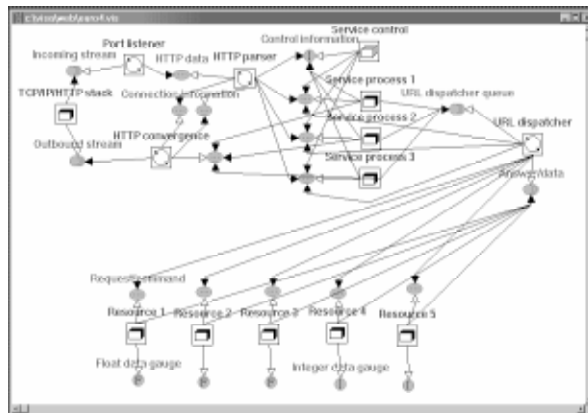 Service control
Port listener
Control information
Incoming stream
HTTP data
HTTP parser
Service process 1
TCP/IP/HTTP stack
Connection information
URL dispatcher queue
Service process 2
URL dispatcher
HTTP convergence
Outbound stream
Service process 3
Answer/data
Request/command
Resource 1
Resource 2
Resource 3
Resource 4
Resource 5
Float data gauge
Integer data gauge